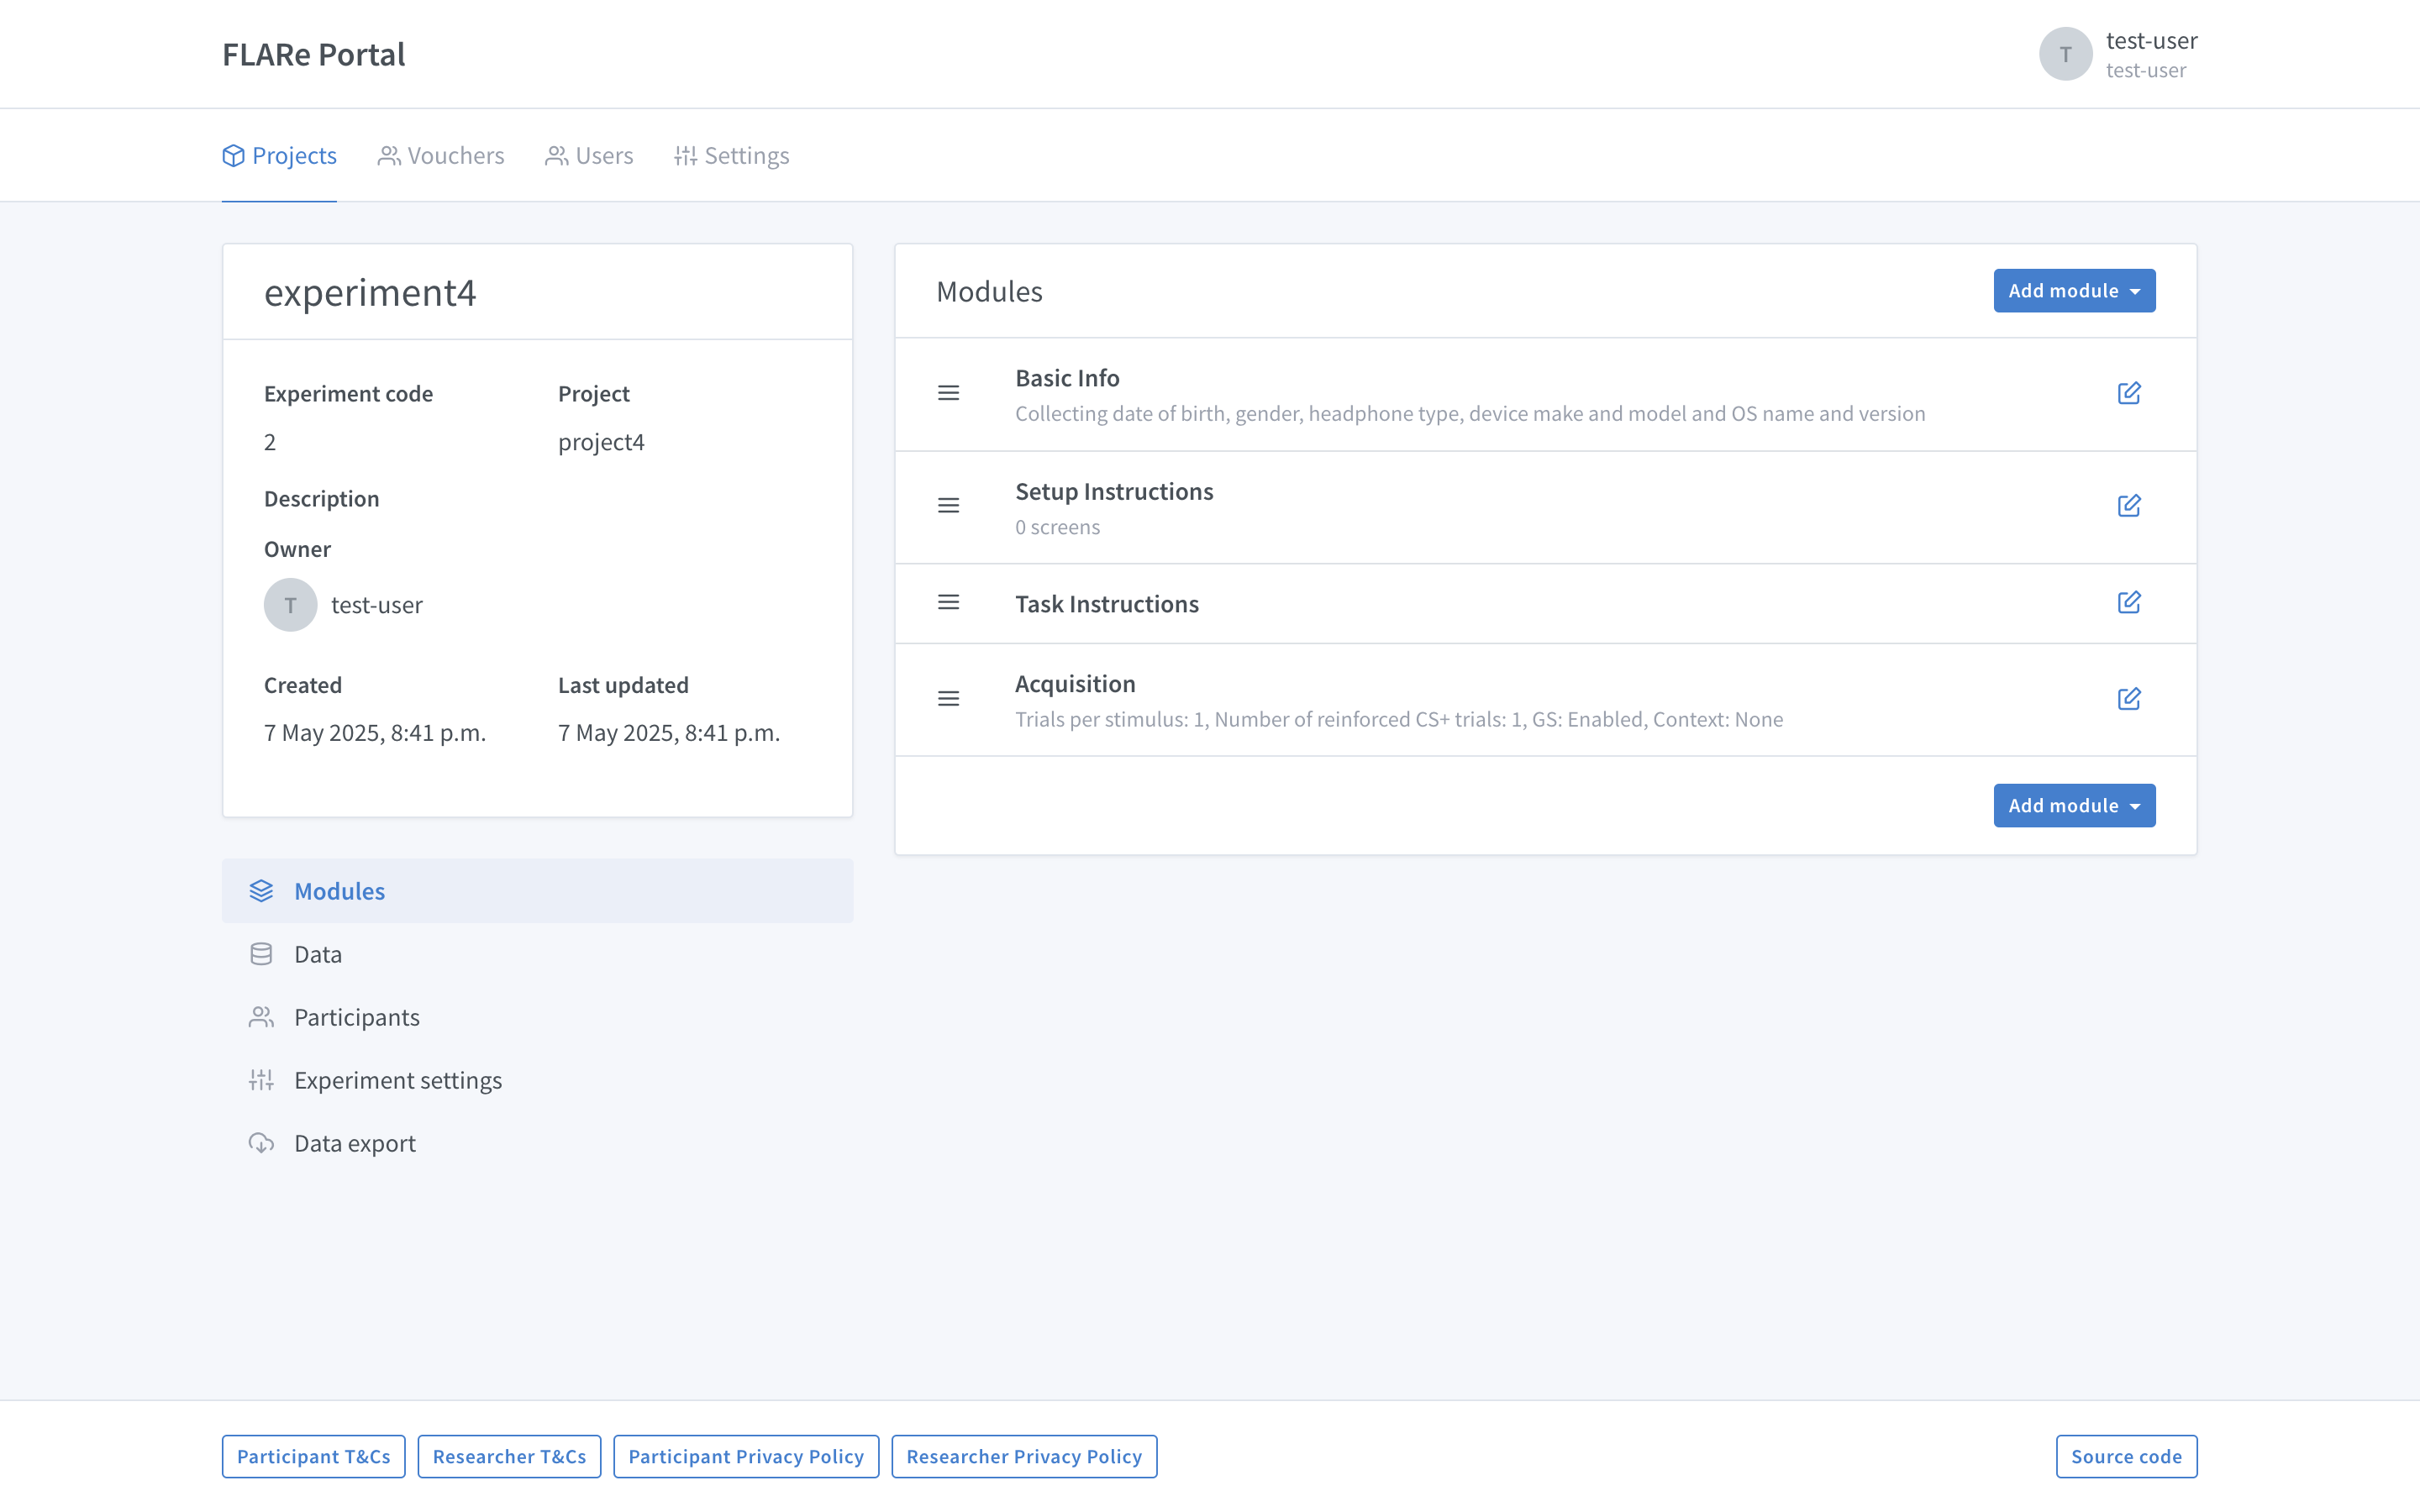 FLARe Portal
T
test-user
test-user
Projects
Vouchers
Users
Settings
experiment4
Experiment code
Project
2
project4
Description
Owner
T
test-user
Created
Last updated
7 May 2025, 8:41 p.m.
7 May 2025, 8:41 p.m.
Modules
Data
Participants
Experiment settings
Data export
Modules
Add module
Basic Info
Collecting date of birth, gender, headphone type, device make and model and OS name and version
Setup Instructions
0 screens
Task Instructions
Acquisition
Trials per stimulus: 1, Number of reinforced CS+ trials: 1, GS: Enabled, Context: None
Add module
Participant T&Cs
Researcher T&Cs
Participant Privacy Policy
Researcher Privacy Policy
Source code